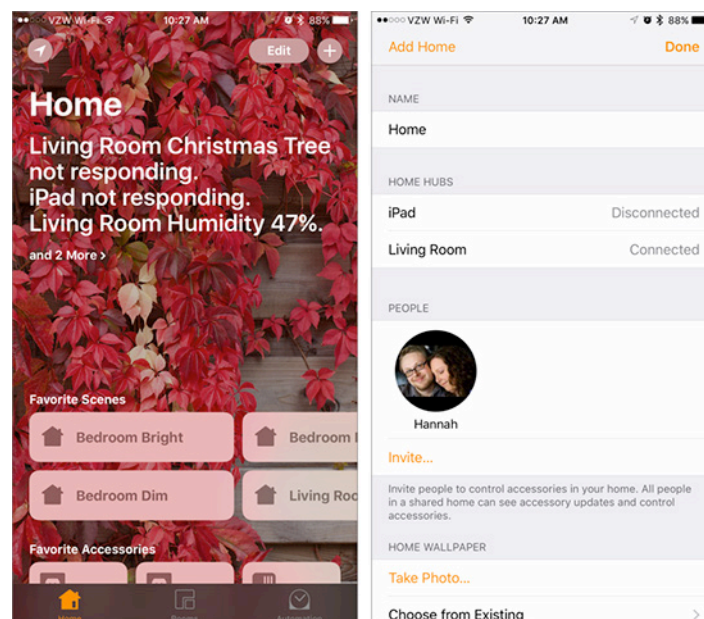 VZW Wi-Fi 10:27 AM 88%
Edit
Home
Living Room Christmas Tree
not responding.
iPad not responding.
Living Room Humidity 47%.
and 2 More >
Favorite Scenes
Bedroom Bright
Bedroom
Bedroom Dim
Living Roo
Favorite Accessories
Home Rooms Automation
VZW Wi-Fi 10:27 AM 88%
Add Home Done
NAME
Home
HOME HUBS
iPad Disconnected
Living Room Connected
PEOPLE
Hannah
Invite...
Invite people to control accessories in your home. All people
in a shared home can see accessory updates and control
accessories.
HOME WALLPAPER
Take Photo...
Choose from Existing